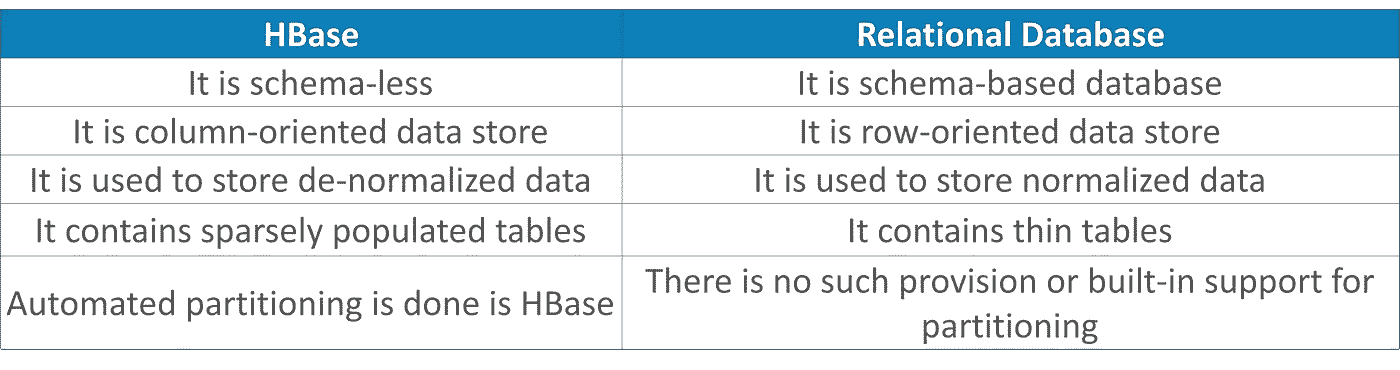 HBase Relational Database
It is schema-less It is schema-based database
It is column-oriented data store It is row-oriented data store
It is used to store de-normalized data It is used to store normalized data
It contains sparsely populated tables It contains thin tables
Automated partitioning is done is HBase There is no such provision or built-in support for
partitioning